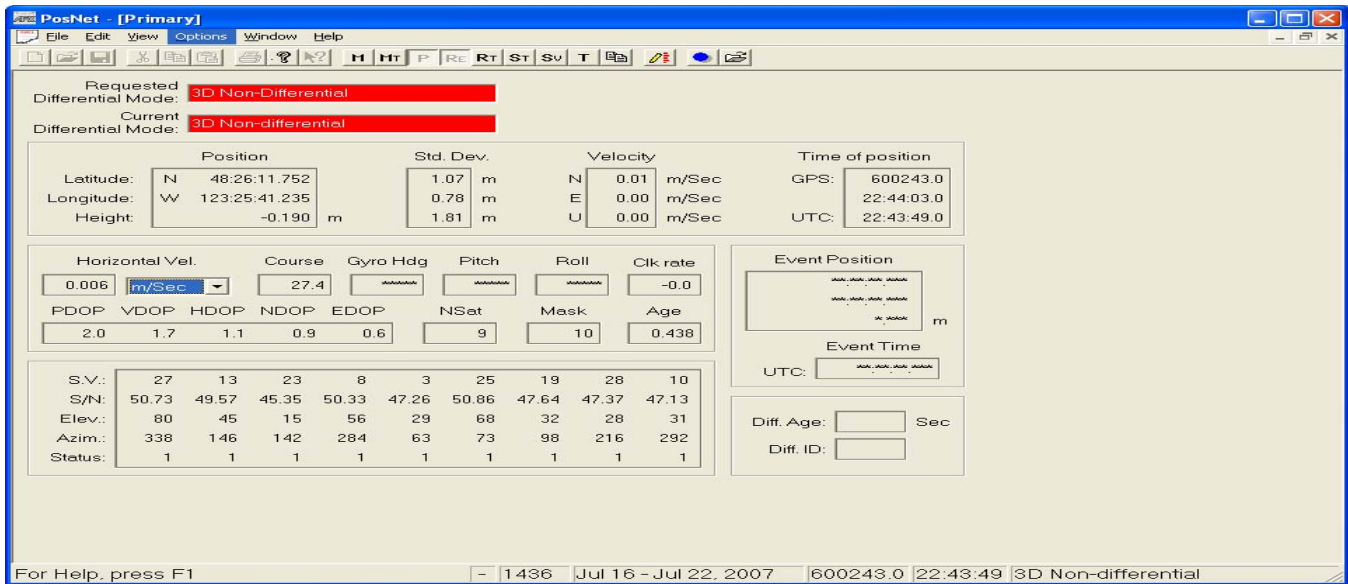 PosNet - [Primary]
File Edit View Options Window Help
M MT P RE RT ST SU T
Requested Differential Mode: 3D Non-Differential
Current Differential Mode: 3D Non-differential
Position Std. Dev. Velocity Time of position
Latitude: N 48:26:11.752 1.07 m N 0.01 m/Sec GPS: 600243.0
Longitude: W 123:25:41.235 0.78 m E 0.00 m/Sec 22:44:03.0
Height: -0.190 m 1.81 m U 0.00 m/Sec UTC: 22:43:49.0
Horizontal Vel. Course Gyro Hdg Pitch Roll Clk rate
0.006 m/Sec 27.4 ***** ***** ***** -0.0
PDOP VDOP HDOP NDOP EDOP NSat Mask Age
2.0 1.7 1.1 0.9 0.6 9 10 0.438
Event Position
**:**:**.***
**:**:**.***
*.*** m
Event Time
UTC: **:**:**.***
S.V.: 27 13 23 8 3 25 19 28 10
S/N: 50.73 49.57 45.35 50.33 47.26 50.86 47.64 47.37 47.13
Elev.: 80 45 15 56 29 68 32 28 31
Azim.: 338 146 142 284 63 73 98 216 292
Status: 1 1 1 1 1 1 1 1 1
Diff. Age: Sec
Diff. ID:
For Help, press F1 - 1436 Jul 16 - Jul 22, 2007 600243.0 22:43:49 3D Non-differential